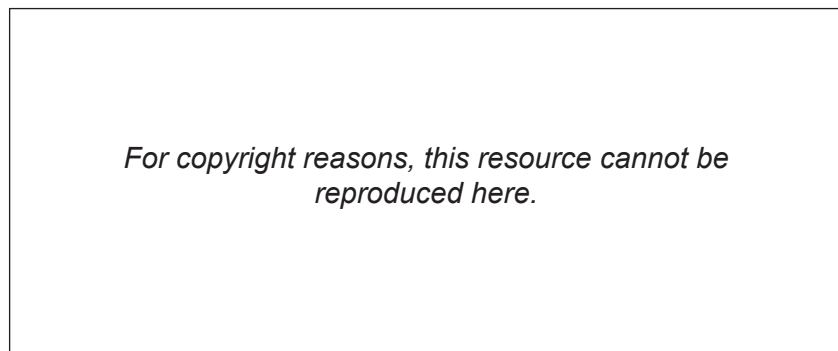 For copyright reasons, this resource cannot be
reproduced here.